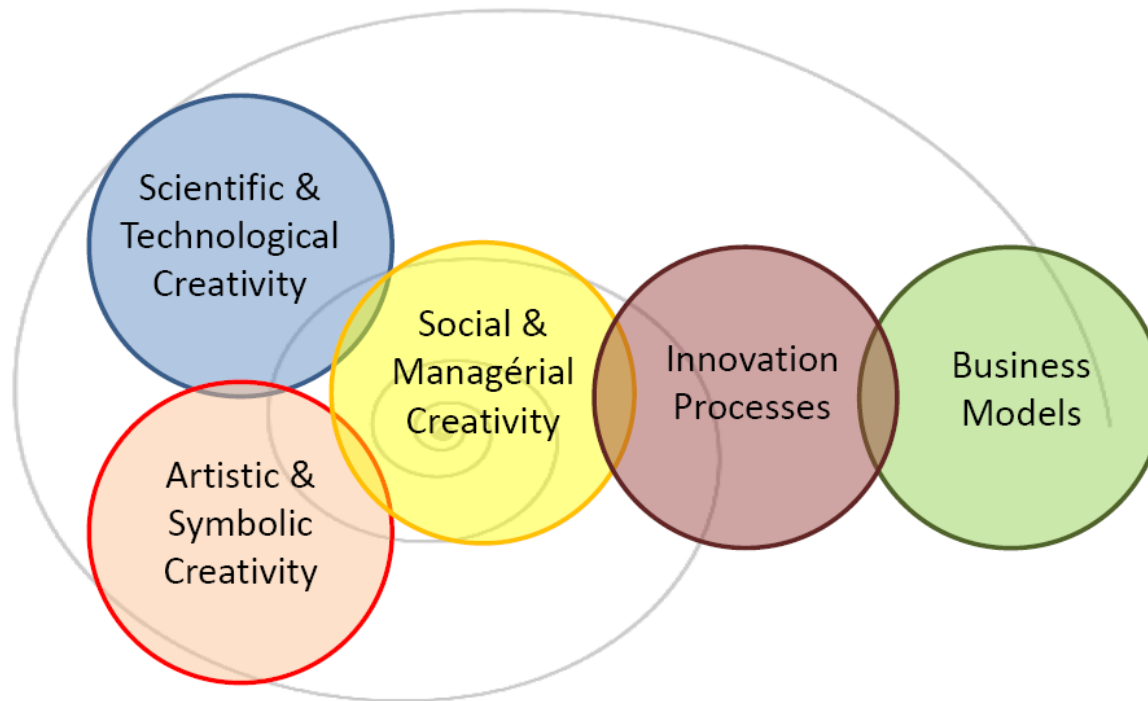 Scientific &
Technological
Creativity
Artistic &
Symbolic
Creativity
Social &
Managérial
Creativity
Innovation
Processes
Business
Models